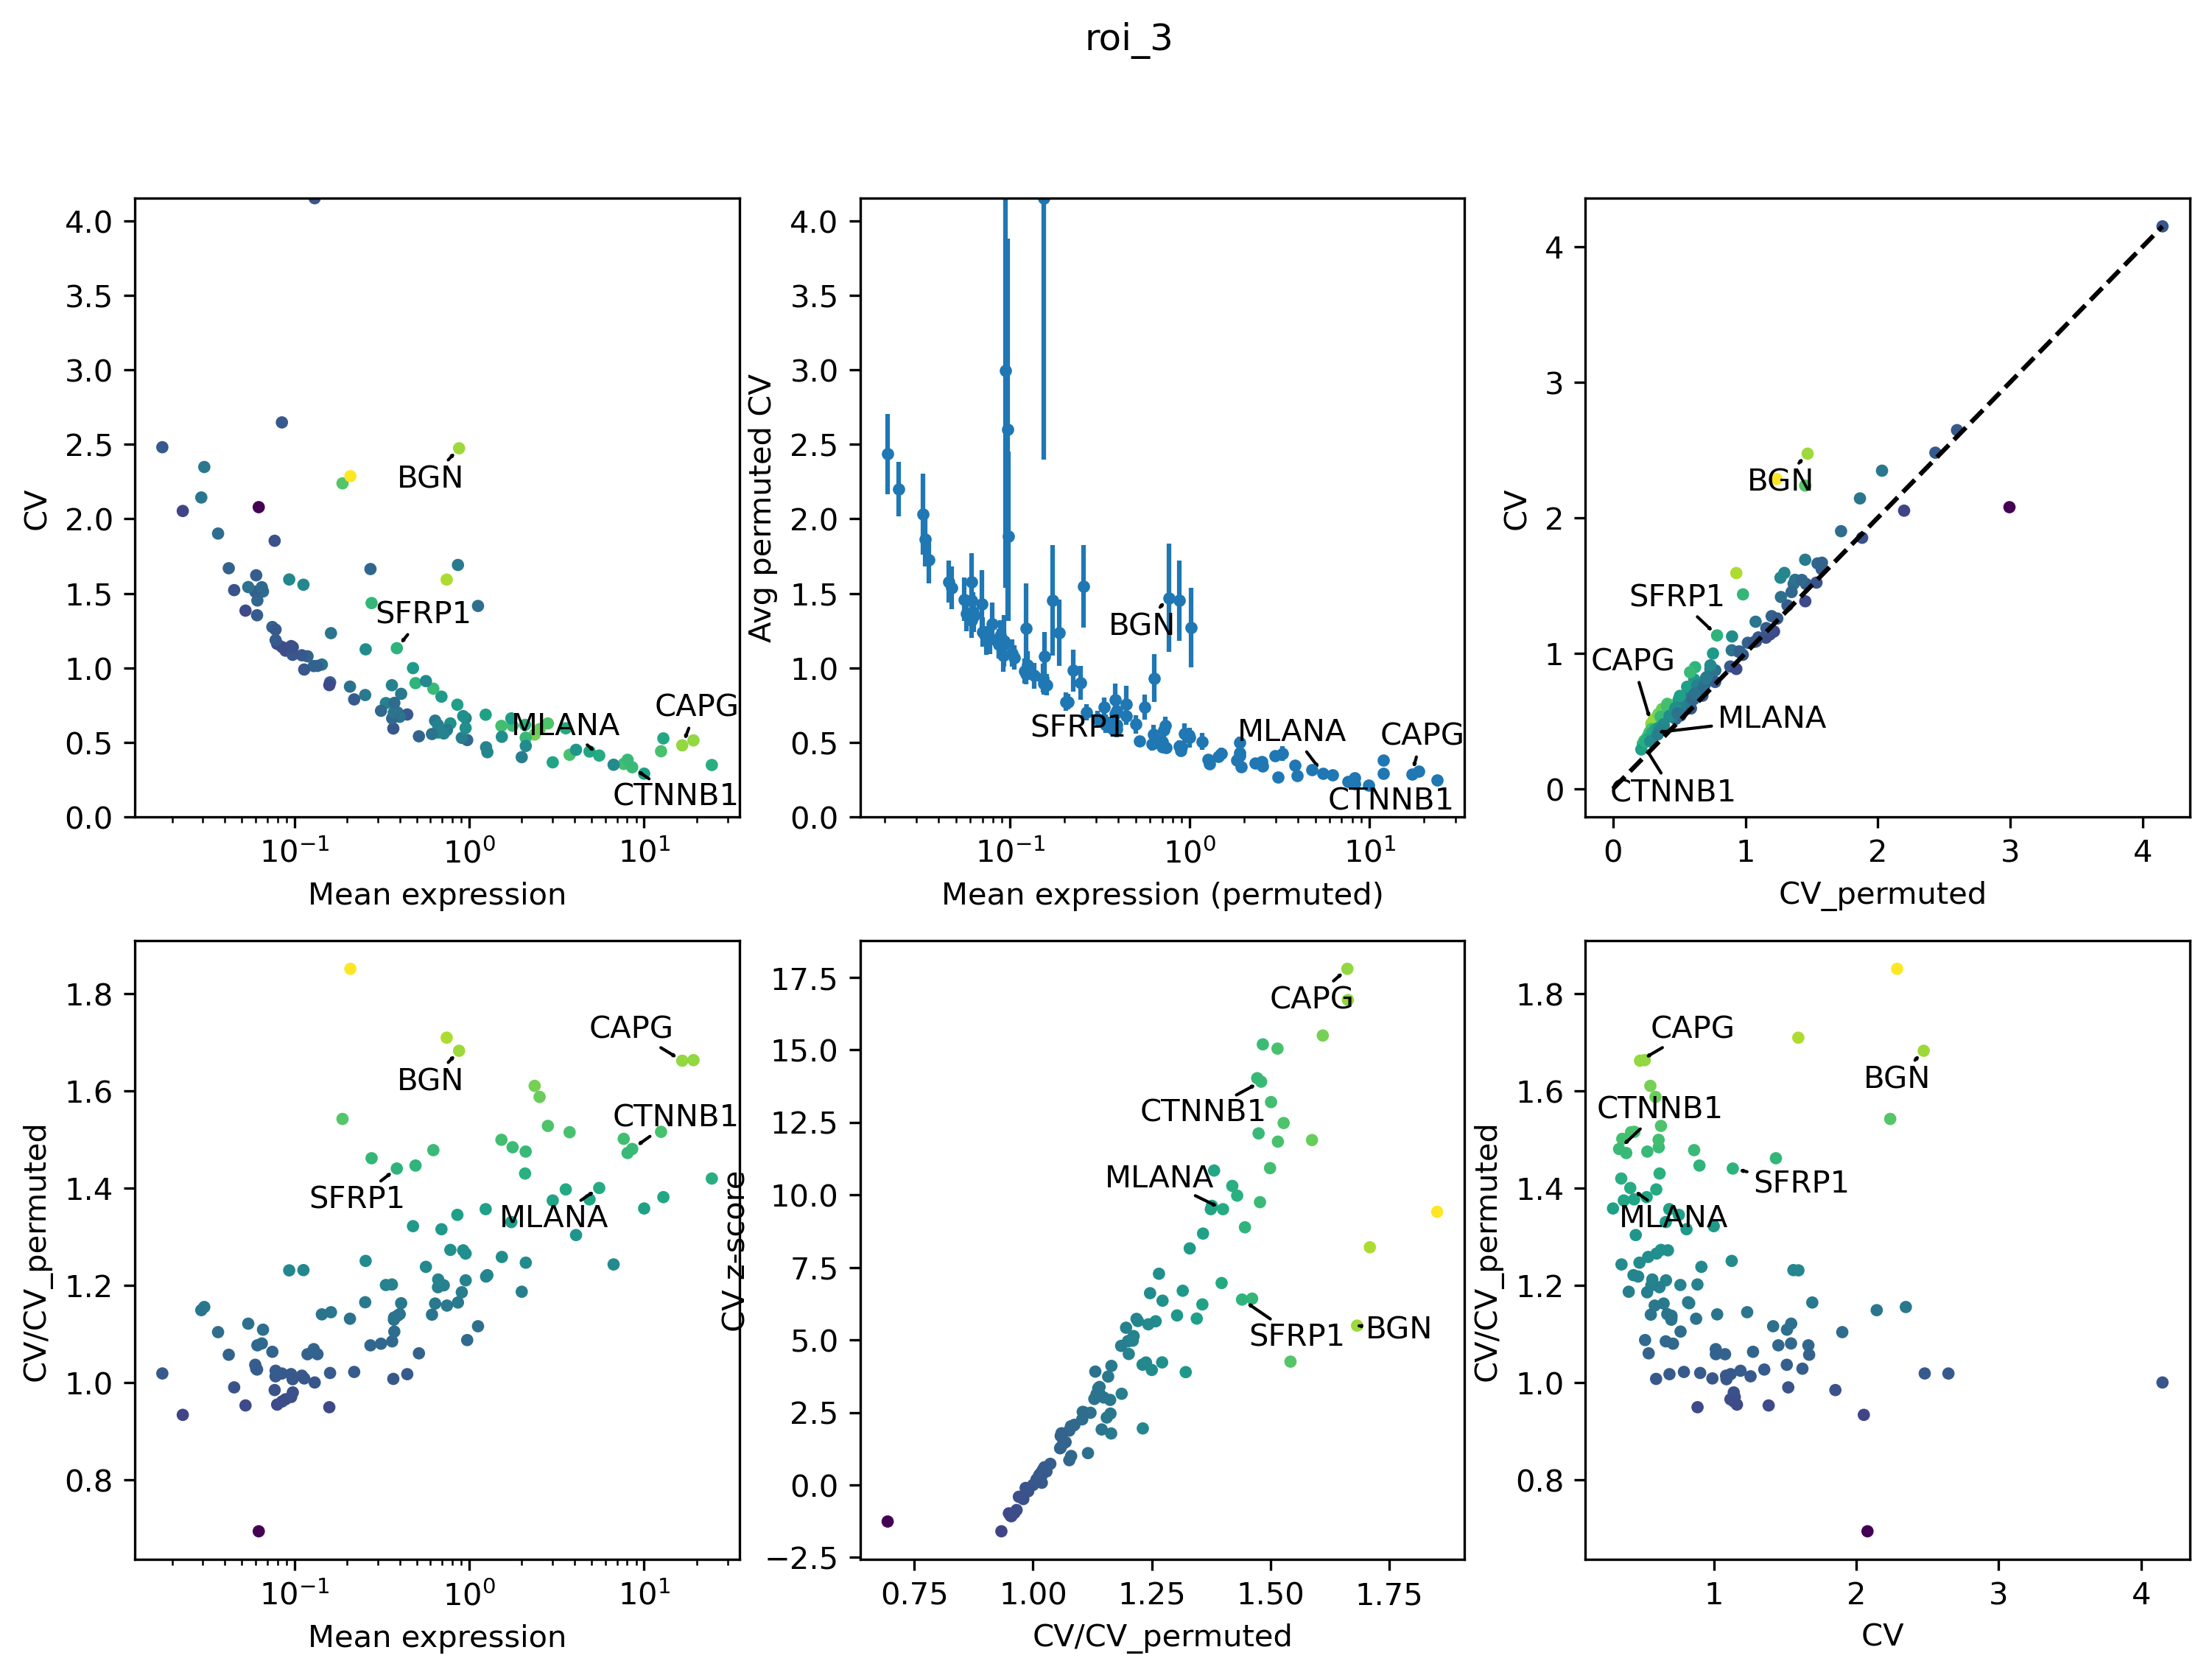 roi_3
4.0
3.5
3.0
2.5
2.0
1.5
1.0
0.5
0.0
CV
BGN
SFRP1
CAPG
MLANA
CTNNB1
10⁻¹ 10⁰ 10¹
Mean expression
4.0
3.5
3.0
2.5
2.0
1.5
1.0
0.5
0.0
Avg permuted CV
BGN
SFRP1
MLANA
CAPG
CTNNB1
10⁻¹ 10⁰ 10¹
Mean expression (permuted)
4
3
2
1
0
CV
BGN
SFRP1
CAPG
MLANA
CTNNB1
0 1 2 3 4
CV_permuted
1.8
1.6
1.4
1.2
1.0
0.8
CV/CV_permuted
CAPG
BGN
CTNNB1
SFRP1
MLANA
10⁻¹ 10⁰ 10¹
Mean expression
17.5
15.0
12.5
10.0
7.5
5.0
2.5
0.0
−2.5
CV z-score
CAPG
CTNNB1
MLANA
SFRP1
BGN
0.75 1.00 1.25 1.50 1.75
CV/CV_permuted
1.8
1.6
1.4
1.2
1.0
0.8
CV/CV_permuted
CAPG
BGN
CTNNB1
SFRP1
MLANA
1 2 3 4
CV